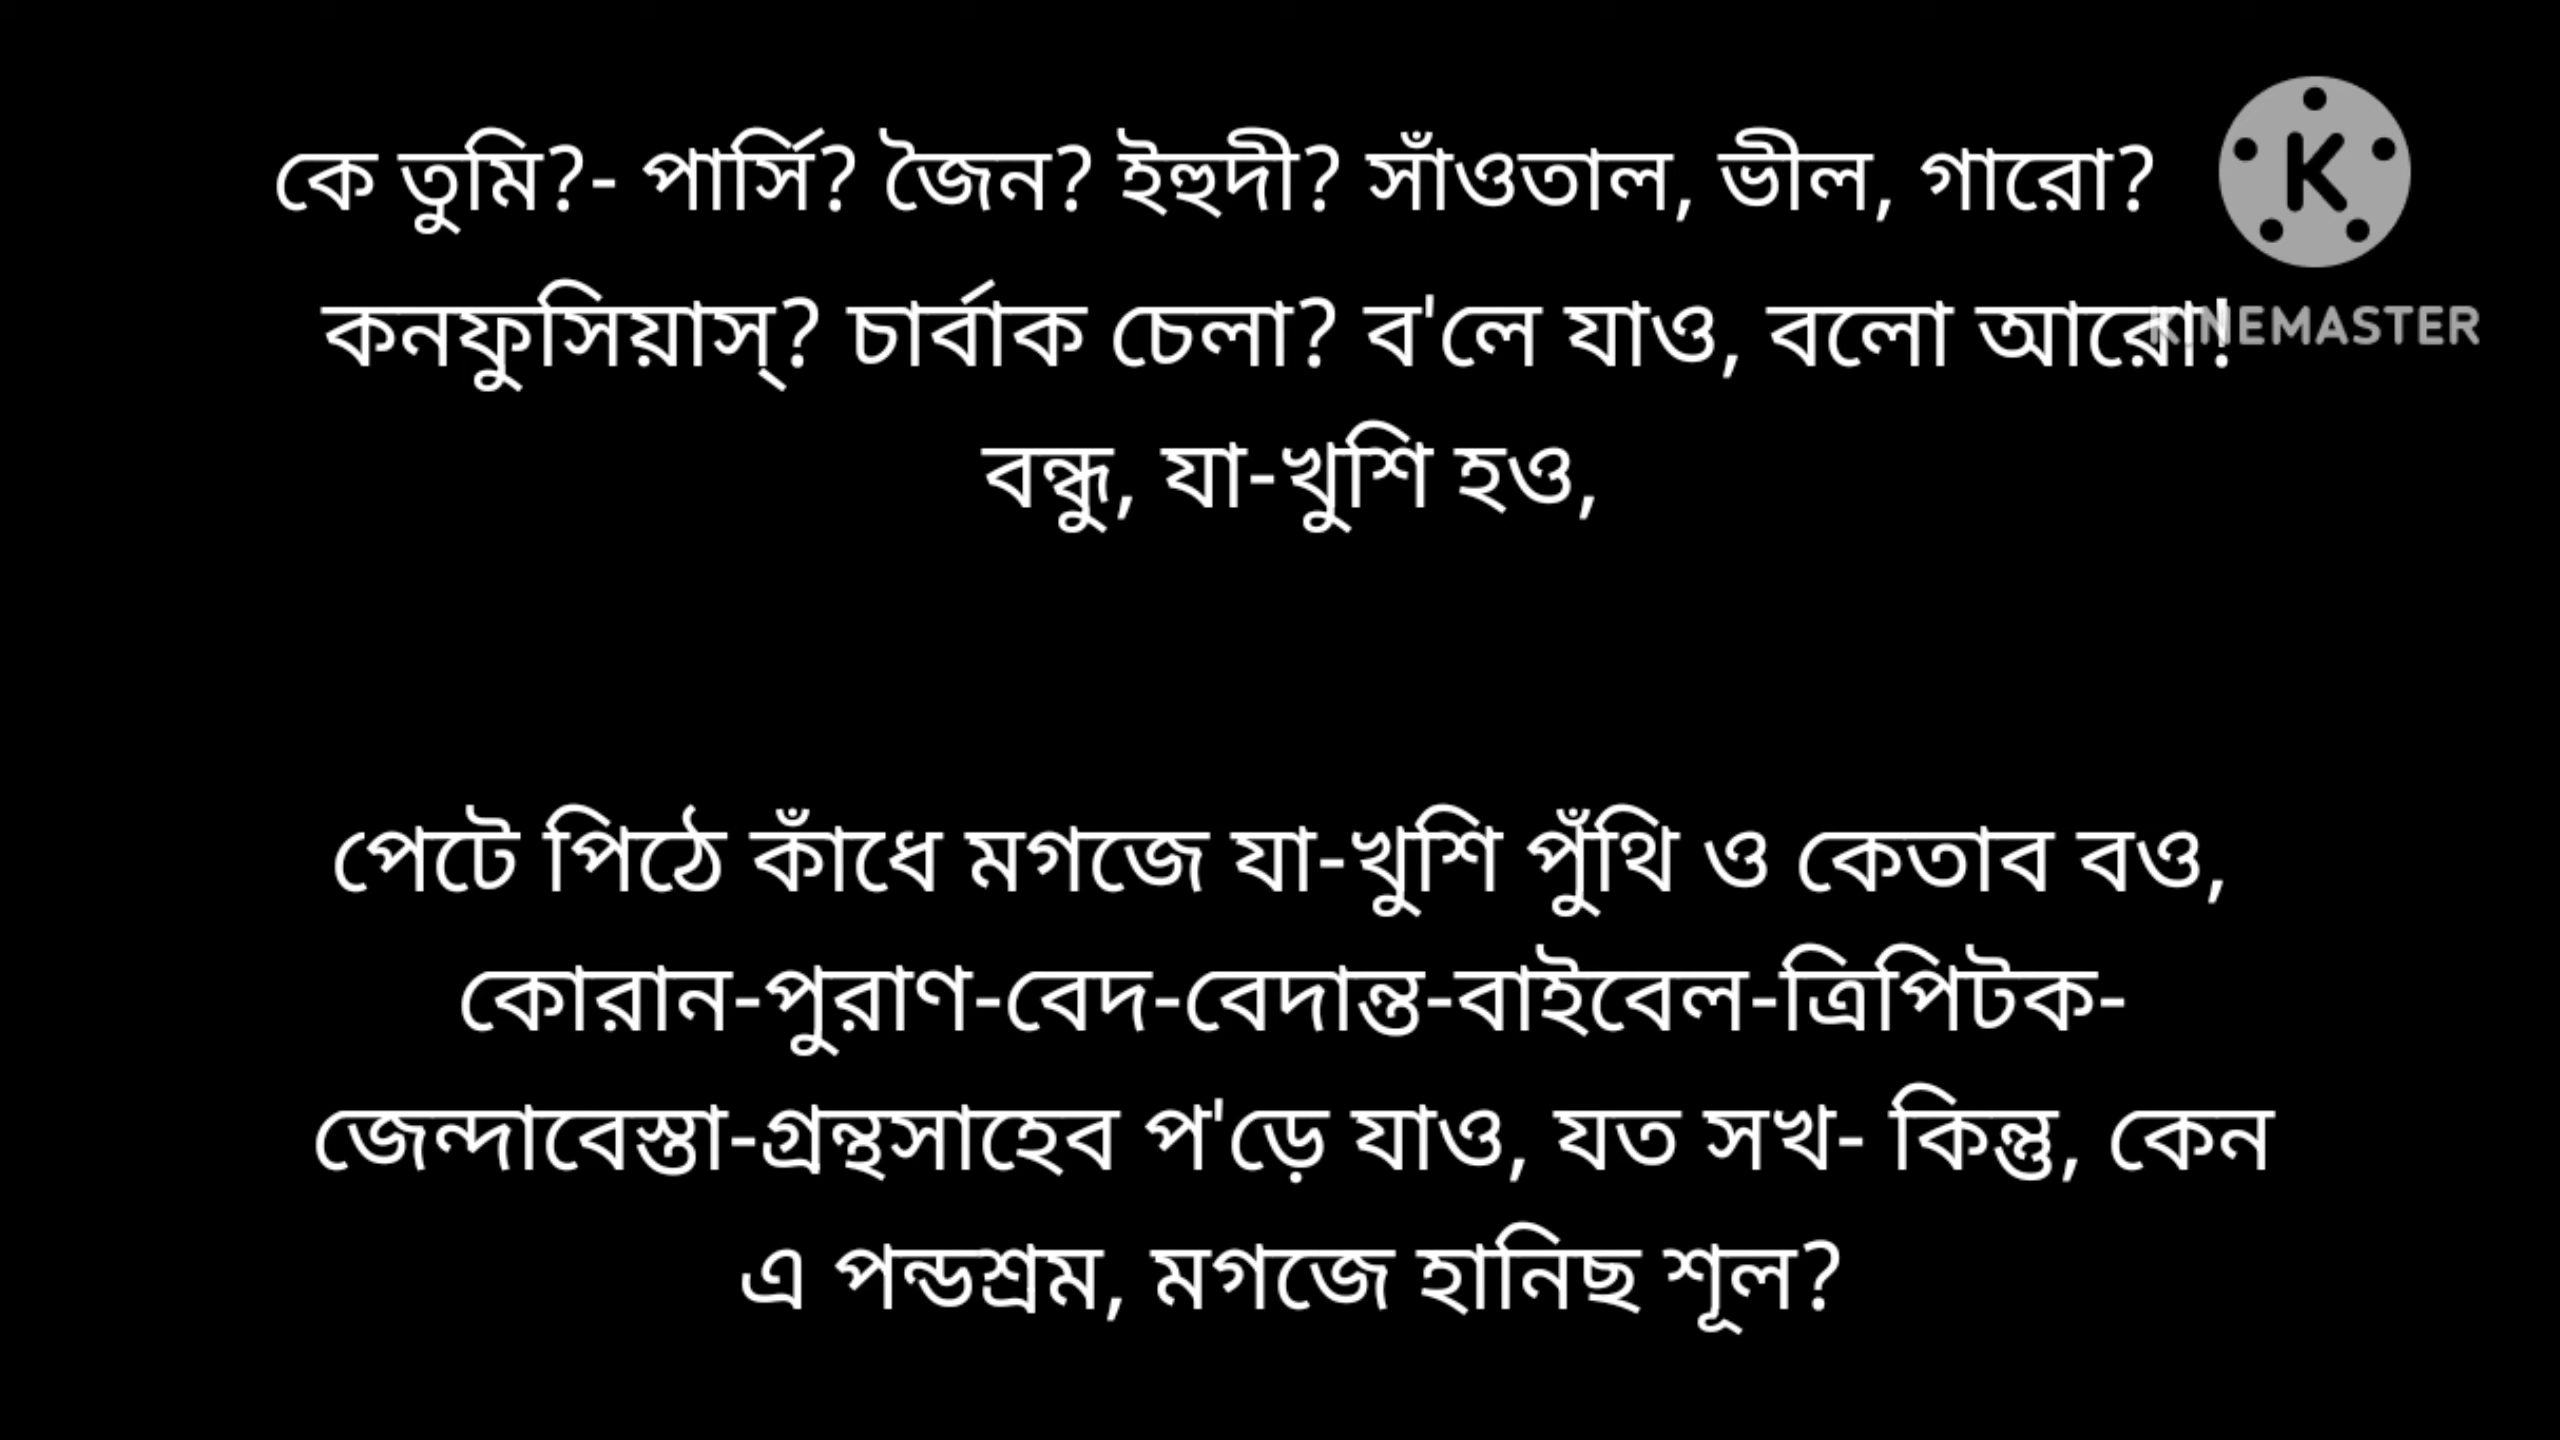 কে তুমি?- পার্সি? জৈন? ইহুদী? সাঁওতাল, ভীল, গারো?
কনফুসিয়াস্? চার্বাক চেলা? ব'লে যাও, বলো আরো!
KINEMASTER
বন্ধু, যা-খুশি হও,
পেটে পিঠে কাঁধে মগজে যা-খুশি পুঁথি ও কেতাব বও,
কোরান-পুরাণ-বেদ-বেদান্ত-বাইবেল-ত্রিপিটক-
জেন্দাবেস্তা-গ্রন্থসাহেব প'ড়ে যাও, যত সখ- কিন্তু, কেন
এ পন্ডশ্রম, মগজে হানিছ শূল?